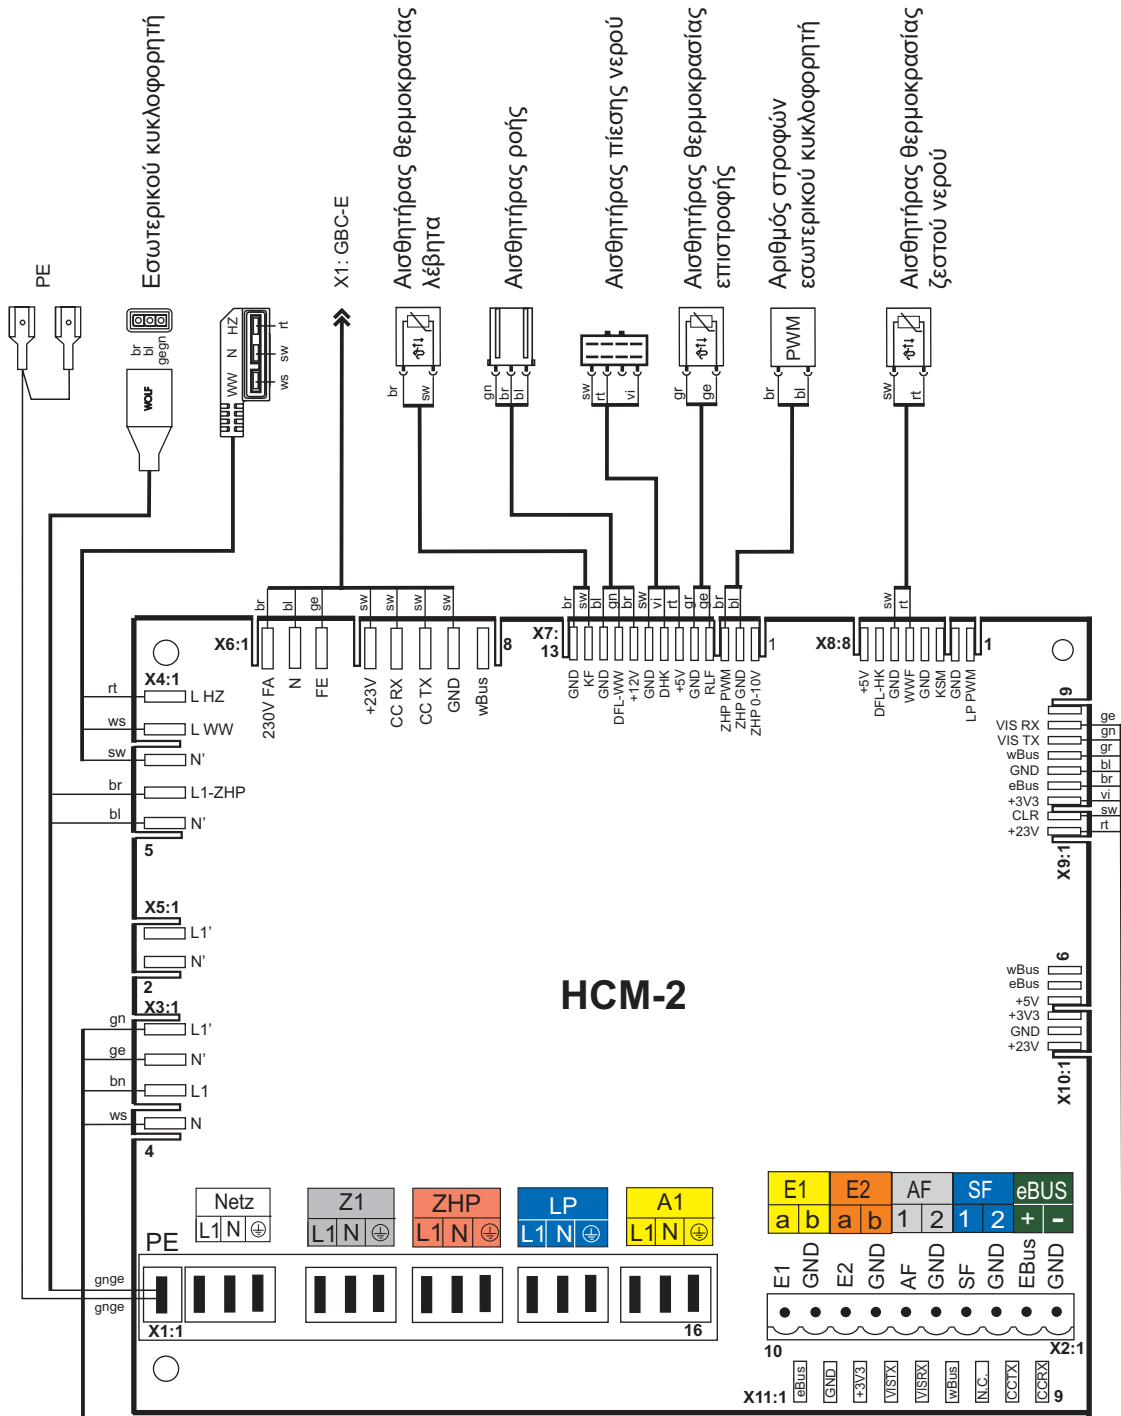 PE
Εσωτερικού κυκλοφορητή
X1: GBC-E
Αισθητήρας θερμοκρασίας
λέβητα
Αισθητήρας ροής
Αισθητήρας πίεσης νερού
Αισθητήρας θερμοκρασίας
επιστροφής
Αριθμός στροφών
εσωτερικού κυκλοφορητή
Αισθητήρας θερμοκρασίας
ζεστού νερού
br
bl
gegn
WOLF
WW N HZ
ws
sw
rt
br
sw
gn
br
bl
sw
rt
vi
gr
ge
PWM
br
bl
sw
rt
br
bl
ge
sw
sw
sw
sw
br
sw
bl
gn
br
sw
vi
rt
gr
ge
br
bl
sw
rt
X6:1
8
X7:
13
1
X8:8
1
230V FA
N
FE
+23V
CC RX
CC TX
GND
wBus
GND
KF
GND
DFL-WW
+12V
GND
DHK
+5V
GND
RLF
ZHP PWM
ZHP GND
ZHP 0-10V
+5V
DFL-HK
GND
WWF
GND
KSM
GND
LP PWM
X4:1
rt L HZ
ws L WW
sw N’
br L1-ZHP
bl N’
5
X5:1
L1’
N’
2
X3:1
gn L1’
ge N’
bn L1
ws N
4
HCM-2
9
VIS RX ge
VIS TX gn
wBus gr
GND bl
eBus br
+3V3 vi
CLR sw
+23V rt
X9:1
6
wBus
eBus
+5V
+3V3
GND
+23V
X10:1
Netz Z1 ZHP LP A1
L1 N L1 N L1 N L1 N L1 N
PE
gnge
gnge
X1:1 16
E1 E2 AF SF eBUS
a b a b 1 2 1 2 + -
E1
GND
E2
GND
AF
GND
SF
GND
EBus
GND
10 X2:1
X11:1
eBus
GND
+3V3
VISTX
VISRX
wBus
N.C.
CCTX
CCRX
9